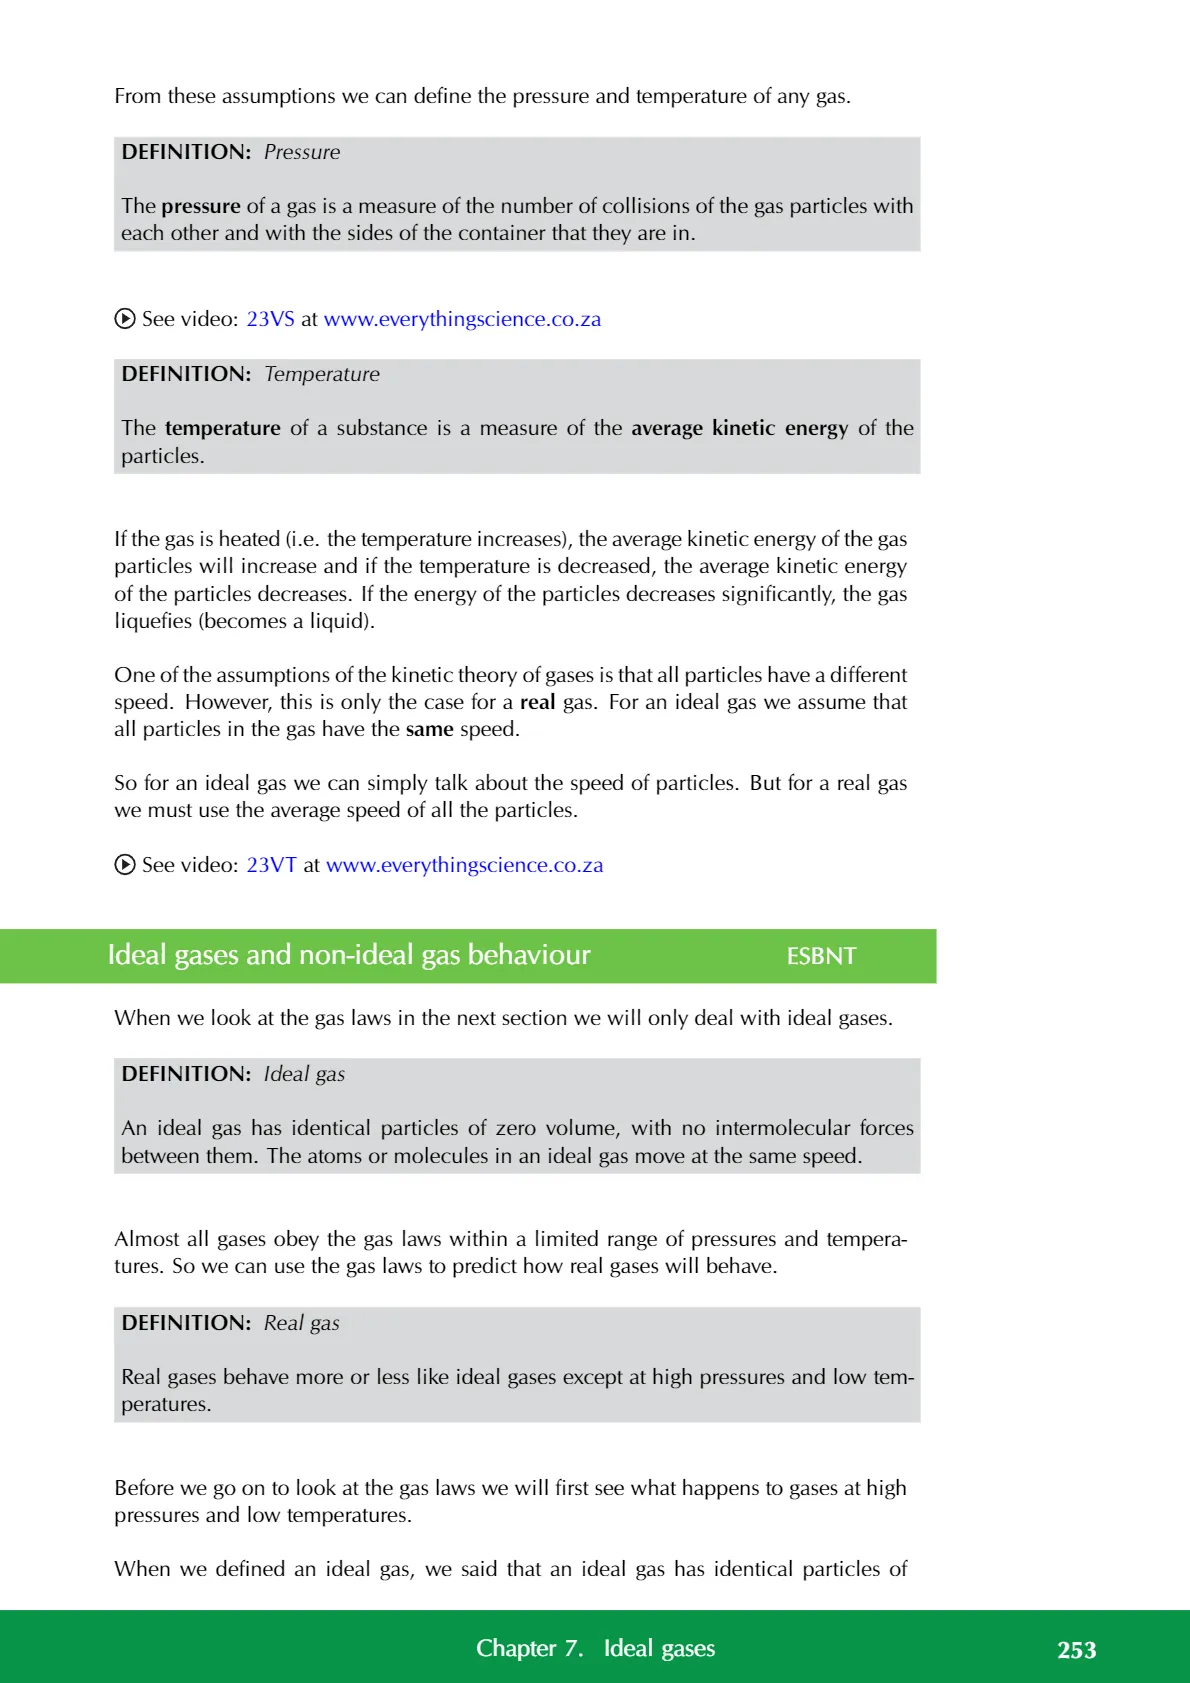 From these assumptions we can define the pressure and temperature of any gas.
DEFINITION: Pressure
The pressure of a gas is a measure of the number of collisions of the gas particles with
each other and with the sides of the container that they are in.
See video: 23VS at www.everythingscience.co.za
DEFINITION: Temperature
The temperature of a substance is a measure of the average kinetic energy of the
particles.
If the gas is heated (i.e. the temperature increases), the average kinetic energy of the gas
particles will increase and if the temperature is decreased, the average kinetic energy
of the particles decreases. If the energy of the particles decreases significantly, the gas
liquefies (becomes a liquid).
One of the assumptions of the kinetic theory of gases is that all particles have a different
speed. However, this is only the case for a real gas. For an ideal gas we assume that
all particles in the gas have the same speed.
So for an ideal gas we can simply talk about the speed of particles. But for a real gas
we must use the average speed of all the particles.
See video: 23VT at www.everythingscience.co.za
Ideal gases and non-ideal gas behaviour ESBNT
When we look at the gas laws in the next section we will only deal with ideal gases.
DEFINITION: Ideal gas
An ideal gas has identical particles of zero volume, with no intermolecular forces
between them. The atoms or molecules in an ideal gas move at the same speed.
Almost all gases obey the gas laws within a limited range of pressures and tempera-
tures. So we can use the gas laws to predict how real gases will behave.
DEFINITION: Real gas
Real gases behave more or less like ideal gases except at high pressures and low tem-
peratures.
Before we go on to look at the gas laws we will first see what happens to gases at high
pressures and low temperatures.
When we defined an ideal gas, we said that an ideal gas has identical particles of
Chapter 7. Ideal gases 253